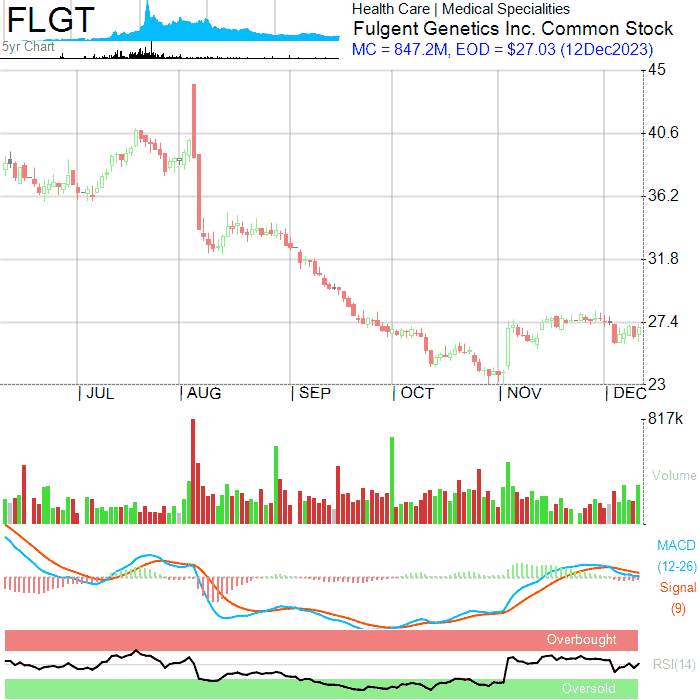 FLGT
5yr Chart
Health Care | Medical Specialities
Fulgent Genetics Inc. Common Stock
MC = 847.2M, EOD = $27.03 (12Dec2023)
45
40.6
36.2
31.8
27.4
23
JUL AUG SEP OCT NOV DEC
817k
Volume
MACD
(12-26)
Signal
(9)
Overbought
RSI(14)
Oversold